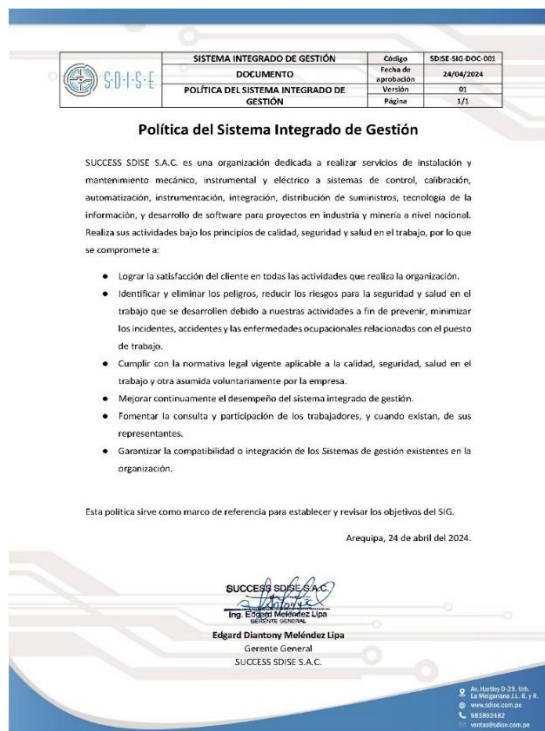 SISTEMA INTEGRADO DE GESTIÓN
Código
SDISE-SIG-DOC-001
S·D·I·S·E
DOCUMENTO
Fecha de
aprobación
24/04/2024
POLÍTICA DEL SISTEMA INTEGRADO DE
GESTIÓN
Versión
01
Página
1/1
Política del Sistema Integrado de Gestión
SUCCESS SDISE S.A.C. es una organización dedicada a realizar servicios de instalación y
mantenimiento mecánico, instrumental y eléctrico a sistemas de control, calibración,
automatización, instrumentación, integración, distribución de suministros, tecnología de la
información, y desarrollo de software para proyectos en industria y minería a nivel nacional.
Realiza sus actividades bajo los principios de calidad, seguridad y salud en el trabajo, por lo que
se compromete a:
● Lograr la satisfacción del cliente en todas las actividades que realiza la organización.
● Identificar y eliminar los peligros, reducir los riesgos para la seguridad y salud en el
trabajo que se desarrollen debido a nuestras actividades a fin de prevenir, minimizar
los incidentes, accidentes y las enfermedades ocupacionales relacionados con el puesto
de trabajo.
● Cumplir con la normativa legal vigente aplicable a la calidad, seguridad, salud en el
trabajo y otra asumida voluntariamente por la empresa.
● Mejorar continuamente el desempeño del sistema integrado de gestión.
● Fomentar la consulta y participación de los trabajadores, y cuando existan, de sus
representantes.
● Garantizar la compatibilidad o integración de los Sistemas de gestión existentes en la
organización.
Esta política sirve como marco de referencia para establecer y revisar los objetivos del SIG.
Arequipa, 24 de abril del 2024.
SUCCESS SDISE S.A.C.
Ing. Edgard Meléndez Lipa
GERENTE GENERAL
Edgard Diantony Meléndez Lipa
Gerente General
SUCCESS SDISE S.A.C.
Av. Hartley D-29. Urb.
La Melgariana J.L. B. y R.
www.sdise.com.pe
983892482
ventas@sdise.com.pe